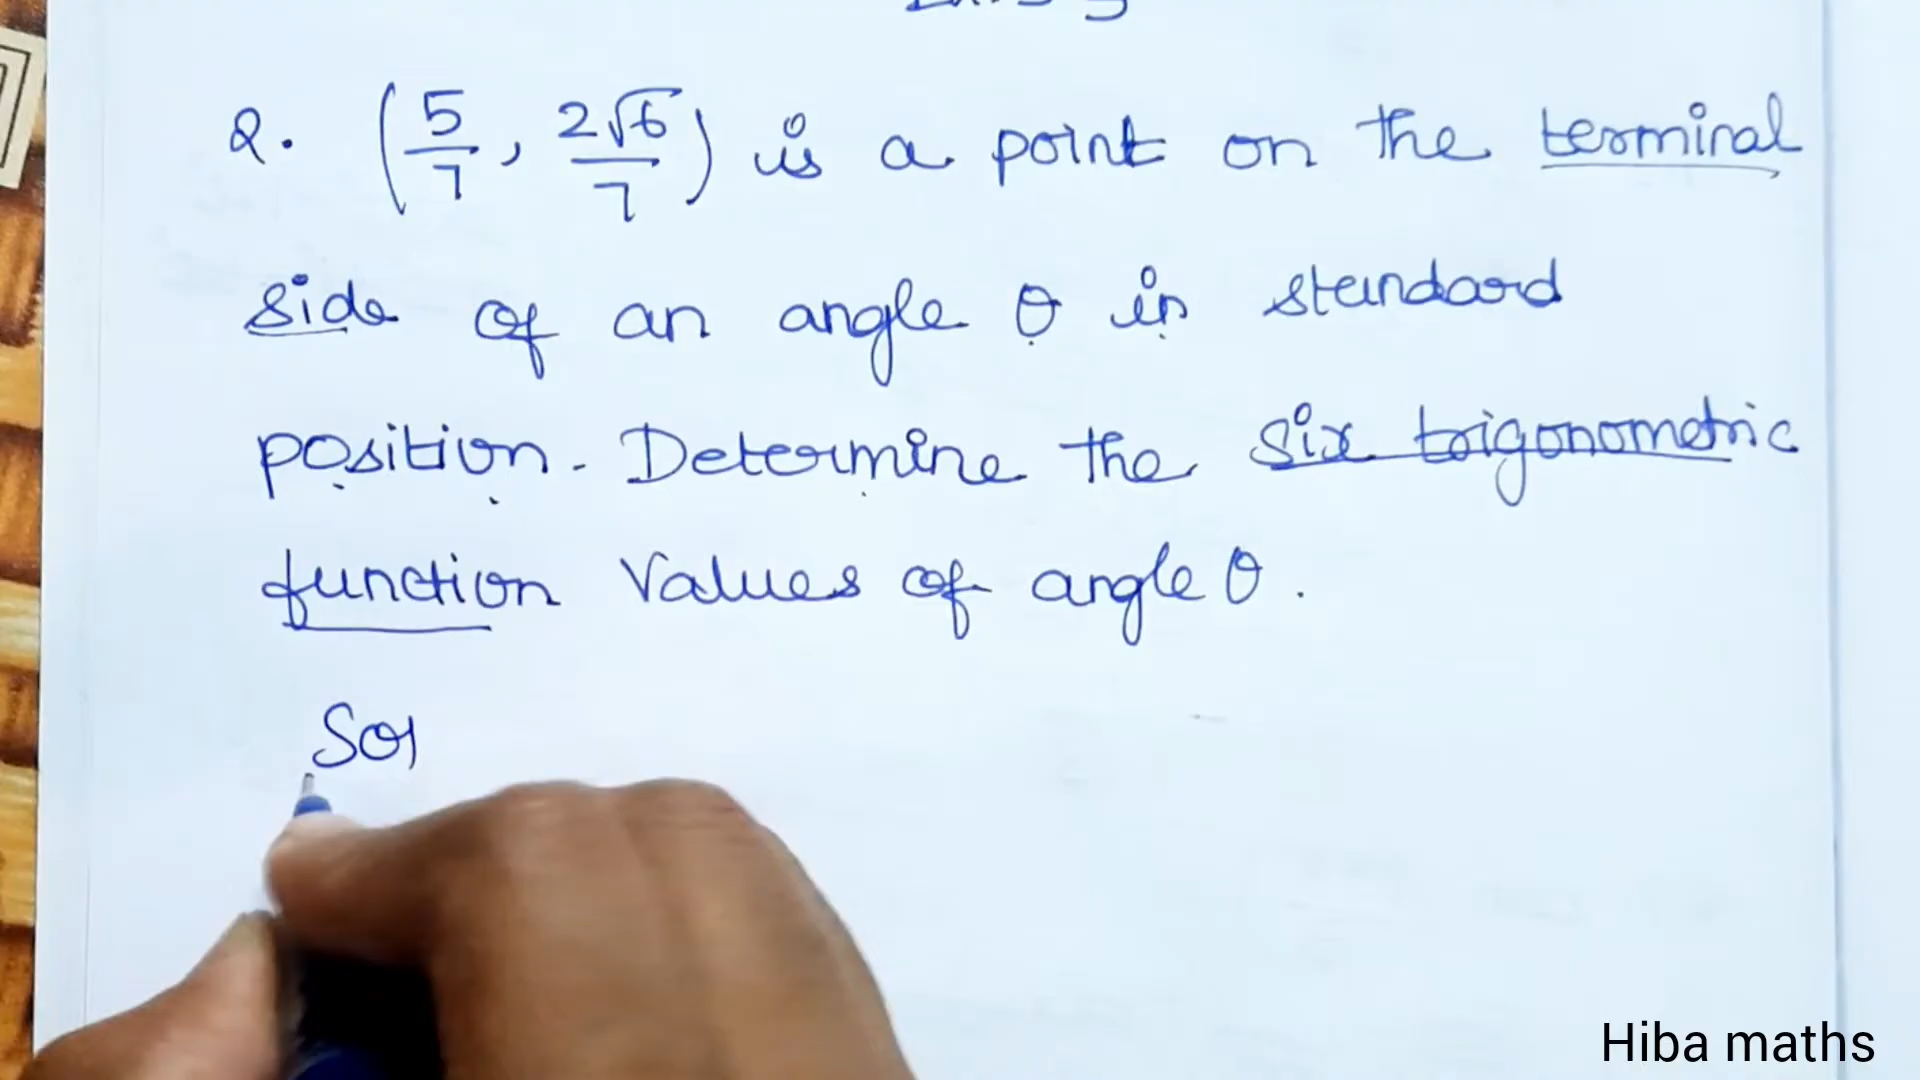 2. (5/7, 2√6/7) is a point on the terminal
side of an angle θ in standard
position. Determine the six trigonometric
function values of angle θ.
Sol
Hiba maths